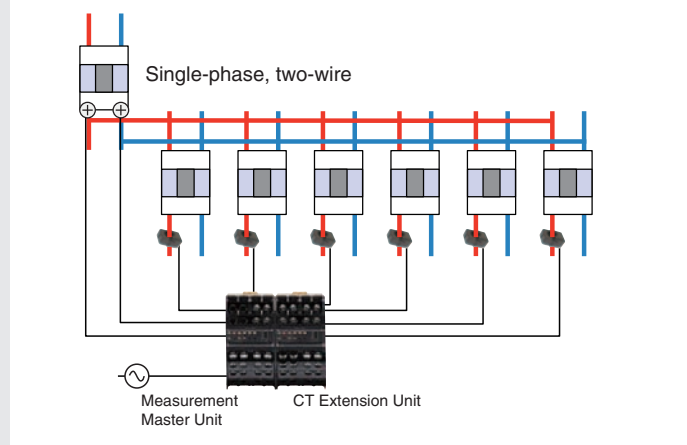 Single-phase, two-wire
Measurement
Master Unit
CT Extension Unit